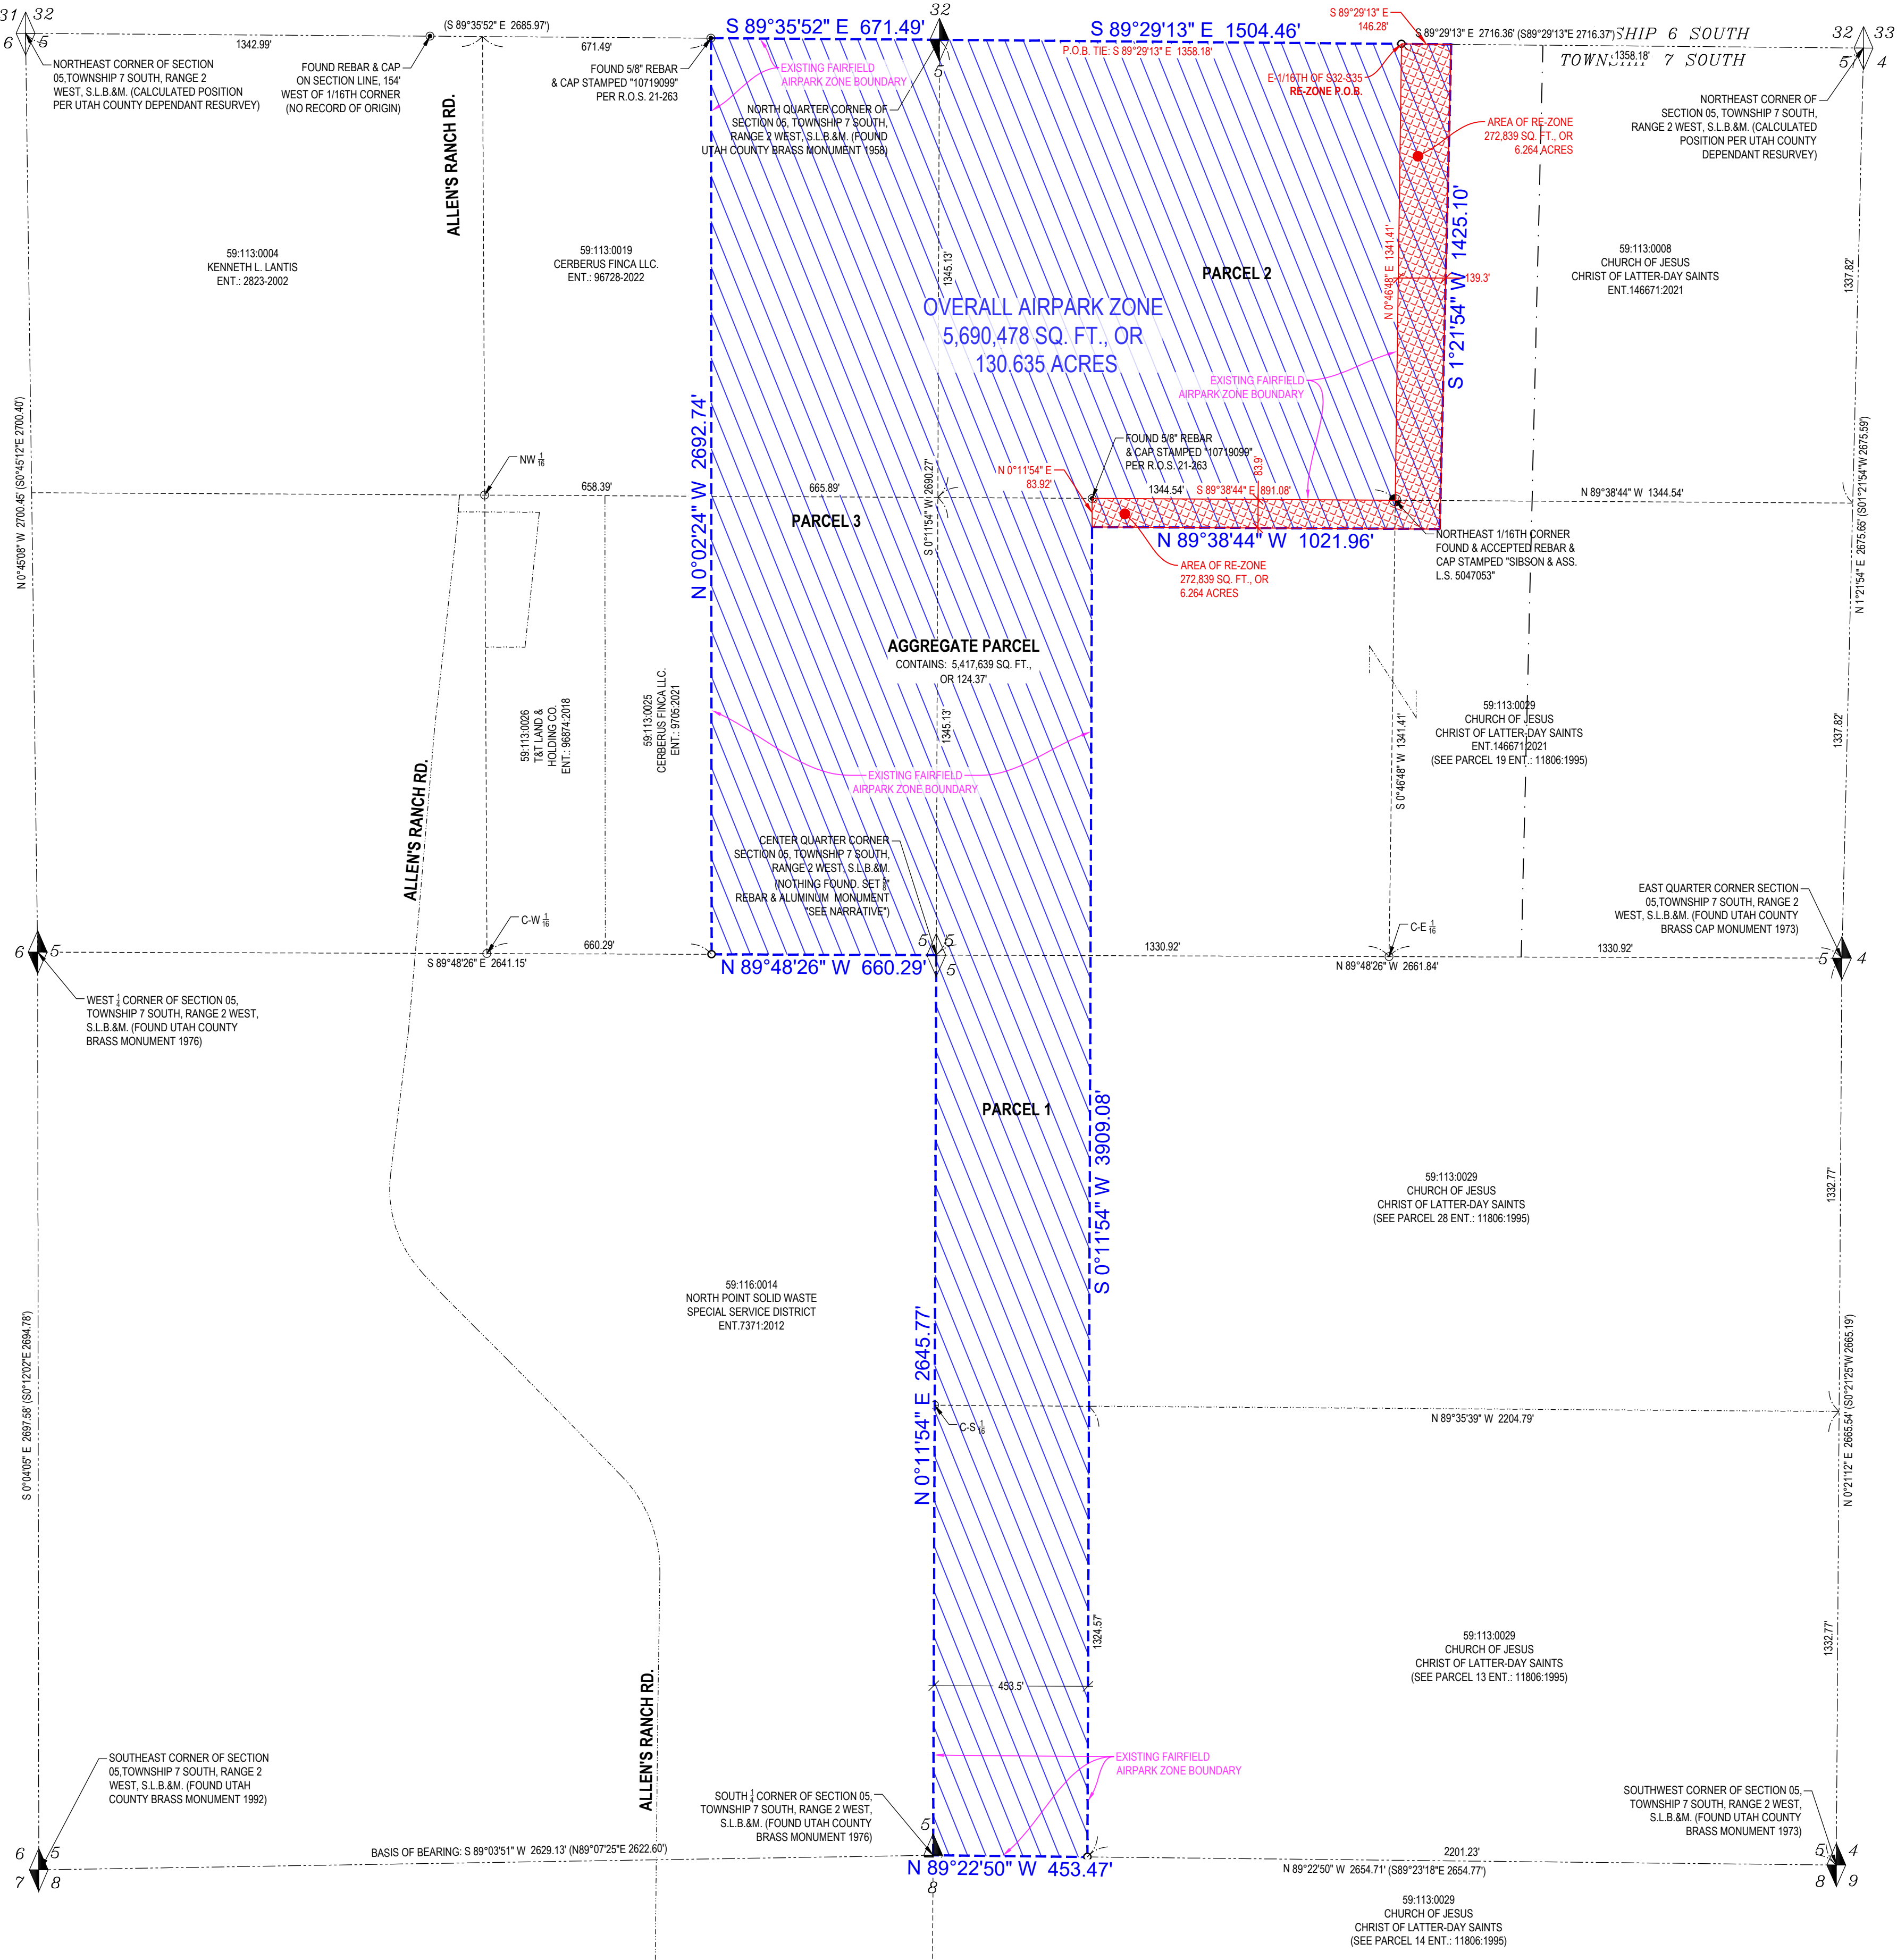 31 32
6 5
(S 89°35'52" E  2685.97')
1342.99'
671.49'
S 89°35'52" E  671.49'
32
5
S 89°29'13" E  1504.46'
P.O.B. TIE: S 89°29'13" E  1358.18'
S 89°29'13" E
146.28'
S 89°29'13" E  2716.36' (S89°29'13"E 2716.37')
SHIP 6 SOUTH
TOWNSHIP 7 SOUTH
1358.18'
32 33
5 4
NORTHEAST CORNER OF SECTION
05,TOWNSHIP 7 SOUTH, RANGE 2
WEST, S.L.B.&M. (CALCULATED POSITION
PER UTAH COUNTY DEPENDANT RESURVEY)
FOUND REBAR & CAP
ON SECTION LINE, 154'
WEST OF 1/16TH CORNER
(NO RECORD OF ORIGIN)
ALLEN'S RANCH RD.
FOUND 5/8" REBAR
& CAP STAMPED "10719099"
PER R.O.S. 21-263
EXISTING FAIRFIELD
AIRPARK ZONE BOUNDARY
NORTH QUARTER CORNER OF
SECTION 05, TOWNSHIP 7 SOUTH,
RANGE 2 WEST, S.L.B.&M. (FOUND
UTAH COUNTY BRASS MONUMENT 1958)
E-1/16TH OF S32-S35
RE-ZONE P.O.B.
AREA OF RE-ZONE
272,839 SQ. FT., OR
6.264 ACRES
NORTHEAST CORNER OF
SECTION 05, TOWNSHIP 7 SOUTH,
RANGE 2 WEST, S.L.B.&M. (CALCULATED
POSITION PER UTAH COUNTY
DEPENDANT RESURVEY)
59:113:0004
KENNETH L. LANTIS
ENT.: 2823-2002
59:113:0019
CERBERUS FINCA LLC.
ENT.: 96728-2022
1345.13'
PARCEL 2
N 0°46'48" E  1341.41'
139.3'
S 1°21'54" W  1425.10'
59:113:0008
CHURCH OF JESUS
CHRIST OF LATTER-DAY SAINTS
ENT.146671:2021
1337.82'
OVERALL AIRPARK ZONE
5,690,478 SQ. FT., OR
130.635 ACRES
EXISTING FAIRFIELD
AIRPARK ZONE BOUNDARY
N 0°45'08" W  2700.45' (S0°45'12"E 2700.40')
N 0°02'24" W  2692.74'
FOUND 5/8" REBAR
& CAP STAMPED "10719099"
PER R.O.S. 21-263
NW 1/16
N 0°11'54" E
83.92'
83.9'
658.39'
665.89'
S 0°11'54" W  2690.27'
1344.54'
S 89°38'44" E  891.08'
N 89°38'44" W  1344.54'
N 1°21'54" E  2675.65' (S01°21'54"W 2675.59')
PARCEL 3
N 89°38'44" W  1021.96'
NORTHEAST 1/16TH CORNER
FOUND & ACCEPTED REBAR &
CAP STAMPED "SIBSON & ASS.
L.S. 5047053"
AREA OF RE-ZONE
272,839 SQ. FT., OR
6.264 ACRES
AGGREGATE PARCEL
CONTAINS:  5,417,639 SQ. FT.,
OR 124.37'
59:113:0026
T&T LAND &
HOLDING CO.
ENT.: 96874:2018
59:113:0025
CERBERUS FINCA LLC.
ENT.: 9705:2021
1345.13'
S 0°46'48" W  1341.41'
59:113:0029
CHURCH OF JESUS
CHRIST OF LATTER-DAY SAINTS
ENT.146671:2021
(SEE PARCEL 19 ENT.: 11806:1995)
1337.82'
EXISTING FAIRFIELD
AIRPARK ZONE BOUNDARY
ALLEN'S RANCH RD.
CENTER QUARTER CORNER
SECTION 05, TOWNSHIP 7 SOUTH,
RANGE 2 WEST, S.L.B.&M.
(NOTHING FOUND. SET 5/8"
REBAR & ALUMINUM  MONUMENT
"SEE NARRATIVE")
EAST QUARTER CORNER SECTION
05,TOWNSHIP 7 SOUTH, RANGE 2
WEST, S.L.B.&M. (FOUND UTAH COUNTY
BRASS CAP MONUMENT 1973)
C-W 1/16
C-E 1/16
6 5
660.29'
5 5
5
1330.92'
1330.92'
5 4
S 89°48'26" E  2641.15'
N 89°48'26" W  660.29'
N 89°48'26" W  2661.84'
WEST 1/4 CORNER OF SECTION 05,
TOWNSHIP 7 SOUTH, RANGE 2 WEST,
S.L.B.&M. (FOUND UTAH COUNTY
BRASS MONUMENT 1976)
PARCEL 1
S 0°11'54" W  3909.08'
59:113:0029
CHURCH OF JESUS
CHRIST OF LATTER-DAY SAINTS
(SEE PARCEL 28 ENT.: 11806:1995)
1332.77'
59:116:0014
NORTH POINT SOLID WASTE
SPECIAL SERVICE DISTRICT
ENT.7371:2012
S 0°04'05" E  2697.58' (S0°12'02"E 2694.78')
N 0°11'54" E  2645.77'
C-S 1/16
N 89°35'39" W  2204.79'
N 0°21'12" E  2665.54' (S0°21'25"W 2665.19')
1324.57'
59:113:0029
CHURCH OF JESUS
CHRIST OF LATTER-DAY SAINTS
(SEE PARCEL 13 ENT.: 11806:1995)
1332.77'
453.5'
ALLEN'S RANCH RD.
EXISTING FAIRFIELD
AIRPARK ZONE BOUNDARY
SOUTHEAST CORNER OF SECTION
05,TOWNSHIP 7 SOUTH, RANGE 2
WEST, S.L.B.&M. (FOUND UTAH
COUNTY BRASS MONUMENT 1992)
SOUTH 1/4 CORNER OF SECTION 05,
TOWNSHIP 7 SOUTH, RANGE 2 WEST,
S.L.B.&M. (FOUND UTAH COUNTY
BRASS MONUMENT 1976)
SOUTHWEST CORNER OF SECTION 05,
TOWNSHIP 7 SOUTH, RANGE 2 WEST,
S.L.B.&M. (FOUND UTAH COUNTY
BRASS MONUMENT 1973)
6 5
7 8
BASIS OF BEARING: S 89°03'51" W  2629.13' (N89°07'25"E 2622.60')
5
8
N 89°22'50" W  453.47'
2201.23'
N 89°22'50" W  2654.71' (S89°23'18"E 2654.77')
5 4
8 9
59:113:0029
CHURCH OF JESUS
CHRIST OF LATTER-DAY SAINTS
(SEE PARCEL 14 ENT.: 11806:1995)